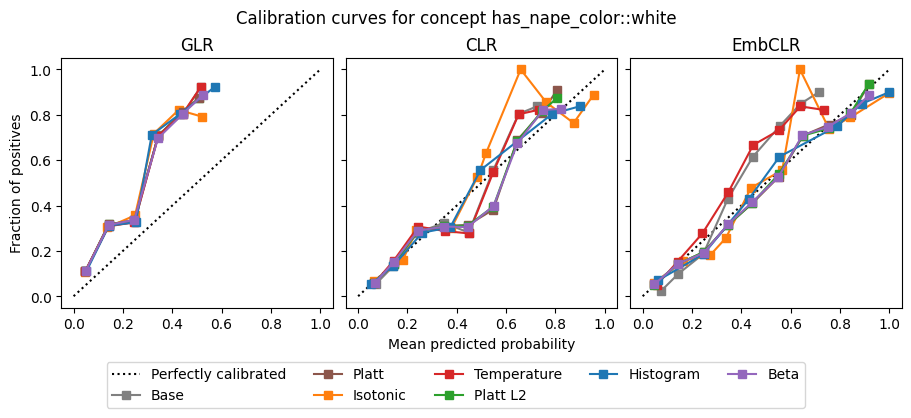 Calibration curves for concept has_nape_color::white
GLR CLR EmbCLR
Fraction of positives
1.0
0.8
0.6
0.4
0.2
0.0
0.0 0.2 0.4 0.6 0.8 1.0 0.0 0.2 0.4 0.6 0.8 1.0 0.0 0.2 0.4 0.6 0.8 1.0
Mean predicted probability
Perfectly calibrated Platt Temperature Histogram Beta
Base Isotonic Platt L2